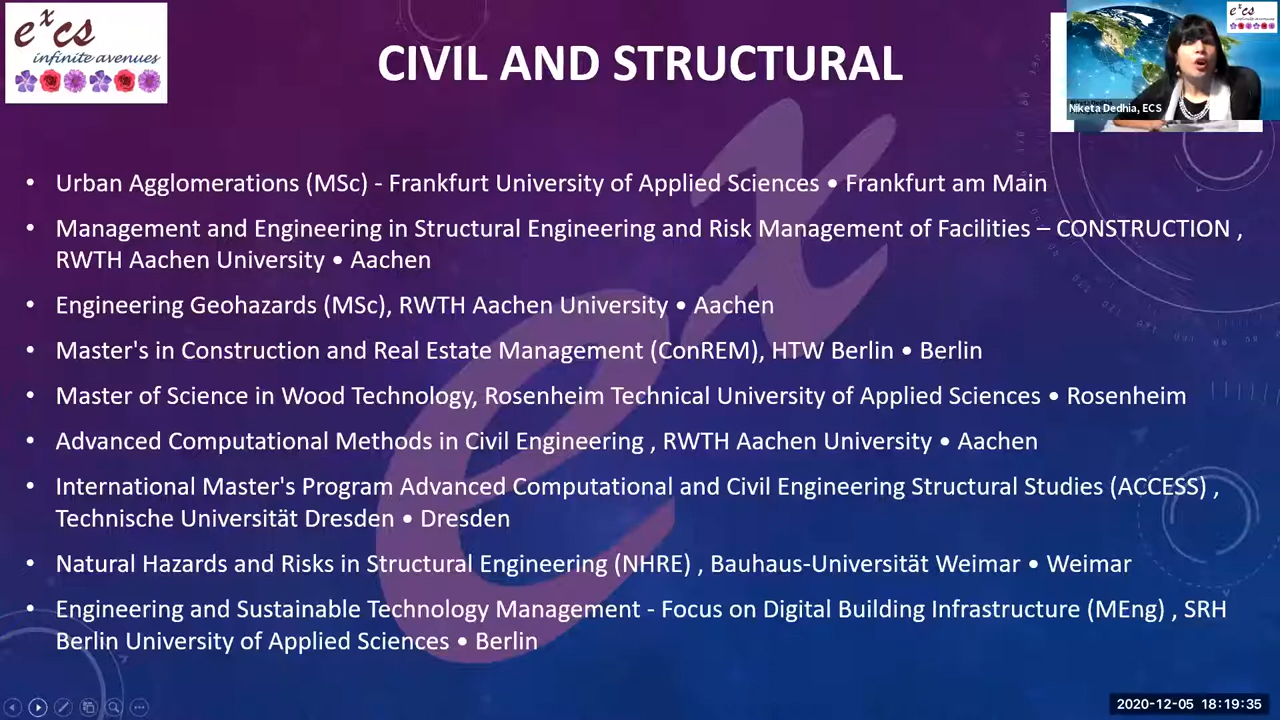 eˣcs
infinite avenues
CIVIL AND STRUCTURAL
eˣcs
infinite avenues
Niketa Dedhia, ECS
• Urban Agglomerations (MSc) - Frankfurt University of Applied Sciences • Frankfurt am Main
• Management and Engineering in Structural Engineering and Risk Management of Facilities – CONSTRUCTION ,
RWTH Aachen University • Aachen
• Engineering Geohazards (MSc), RWTH Aachen University • Aachen
• Master's in Construction and Real Estate Management (ConREM), HTW Berlin • Berlin
• Master of Science in Wood Technology, Rosenheim Technical University of Applied Sciences • Rosenheim
• Advanced Computational Methods in Civil Engineering , RWTH Aachen University • Aachen
• International Master's Program Advanced Computational and Civil Engineering Structural Studies (ACCESS) ,
Technische Universität Dresden • Dresden
• Natural Hazards and Risks in Structural Engineering (NHRE) , Bauhaus-Universität Weimar • Weimar
• Engineering and Sustainable Technology Management - Focus on Digital Building Infrastructure (MEng) , SRH
Berlin University of Applied Sciences • Berlin
ex
2020-12-05 18:19:35